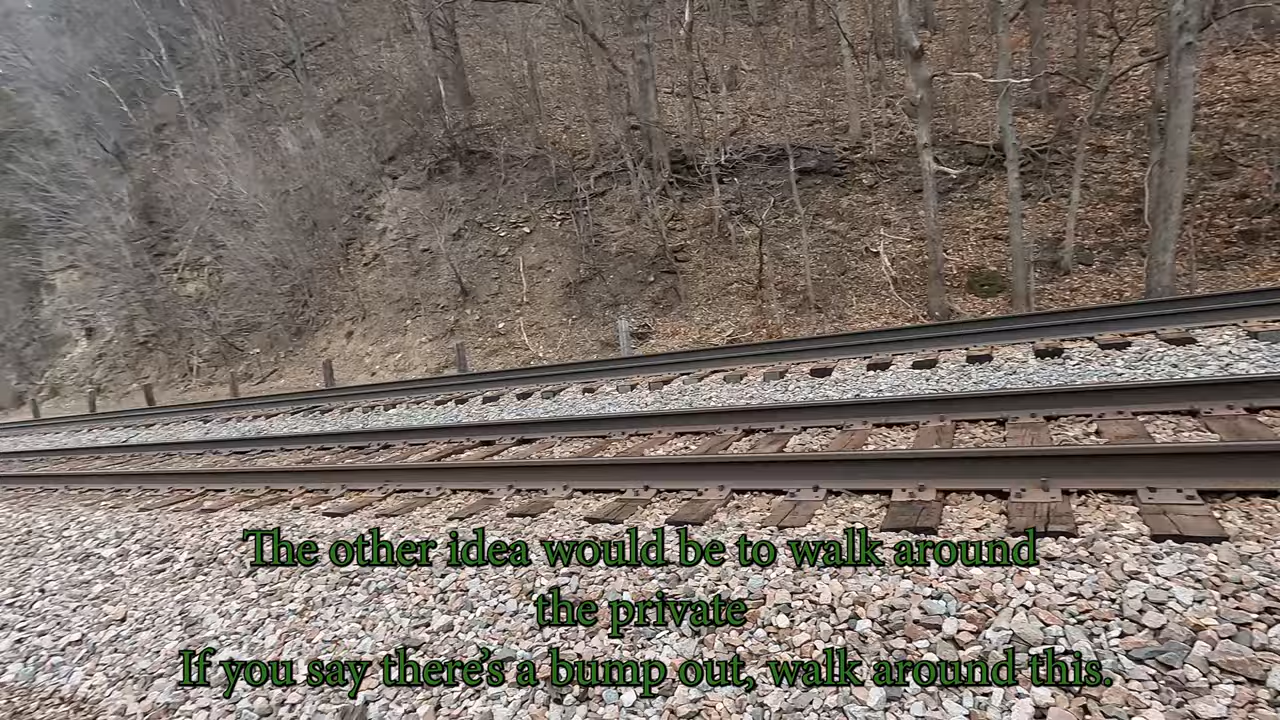 The other idea would be to walk around
the private
If you say there's a bump out, walk around this.